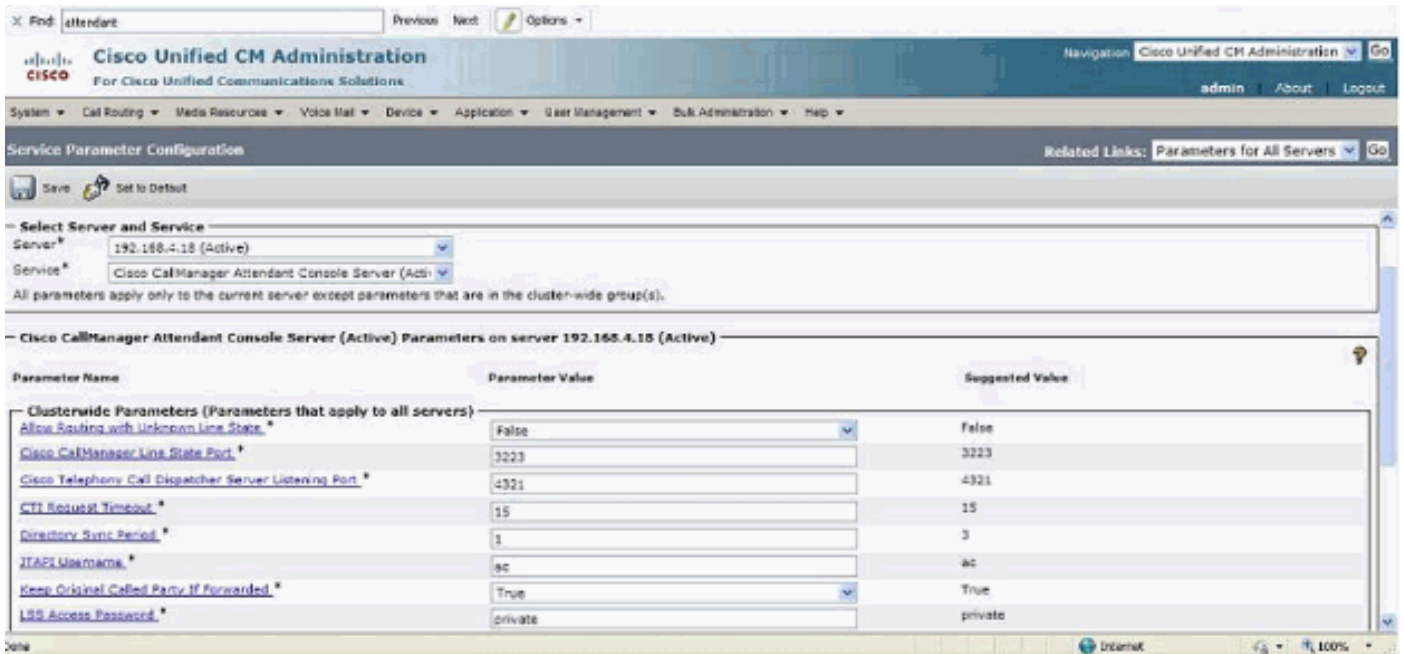 Find: attendant Previous Next Options
CISCO
Cisco Unified CM Administration
For Cisco Unified Communications Solutions
Navigation Cisco Unified CM Administration Go
admin About Logout
System Call Routing Media Resources Voice Mail Device Application User Management Bulk Administration Help
Service Parameter Configuration
Related Links: Parameters for All Servers Go
Save Set to Default
Select Server and Service
Server* 192.168.4.18 (Active)
Service* Cisco CallManager Attendant Console Server (Acti
All parameters apply only to the current server except parameters that are in the cluster-wide group(s).
Cisco CallManager Attendant Console Server (Active) Parameters on server 192.168.4.18 (Active)
?
Parameter Name Parameter Value Suggested Value
Clusterwide Parameters (Parameters that apply to all servers)
Allow Routing with Unknown Line State * False False
Cisco CallManager Line State Port * 3223 3223
Cisco Telephony Call Dispatcher Server Listening Port * 4321 4321
CTI Request Timeout * 15 15
Directory Sync Period * 1 3
JTAPI Username * ac ac
Keep Original Called Party If Forwarded * True True
LSS Access Password * private private
Done Internet 100%